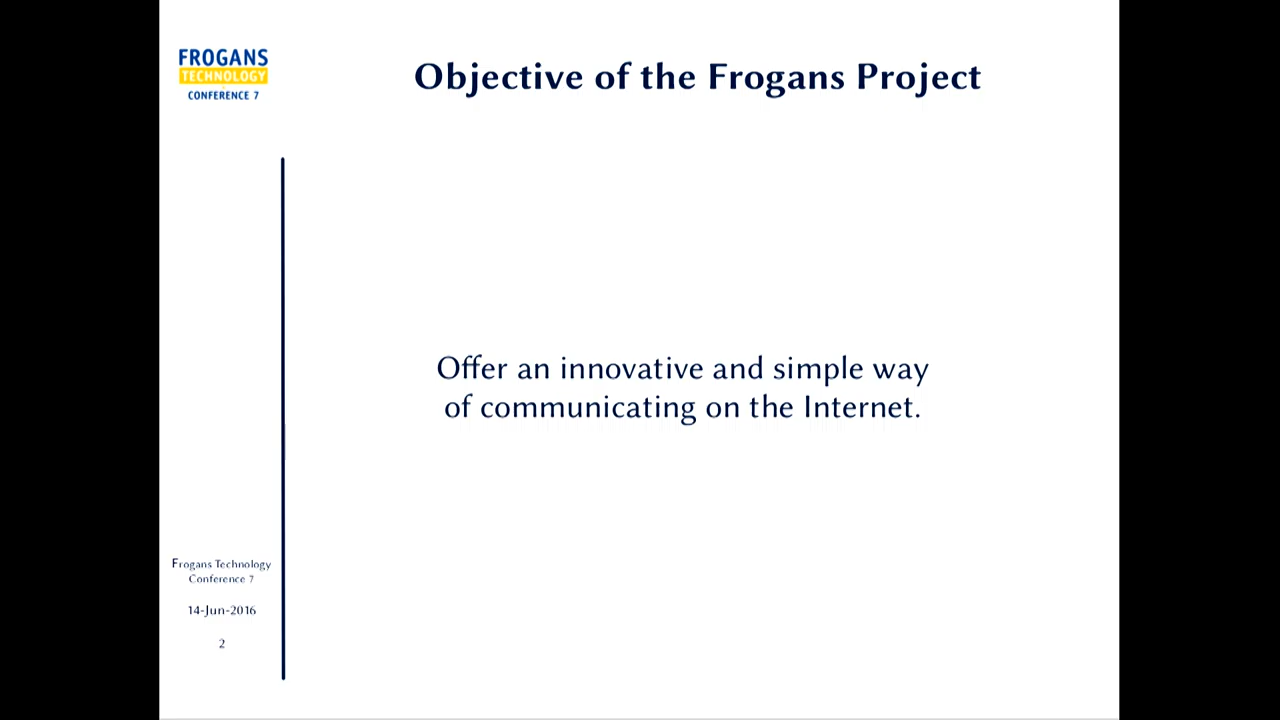 FROGANS
TECHNOLOGY
CONFERENCE 7
Objective of the Frogans Project
Offer an innovative and simple way
of communicating on the Internet.
Frogans Technology
Conference 7
14-Jun-2016
2